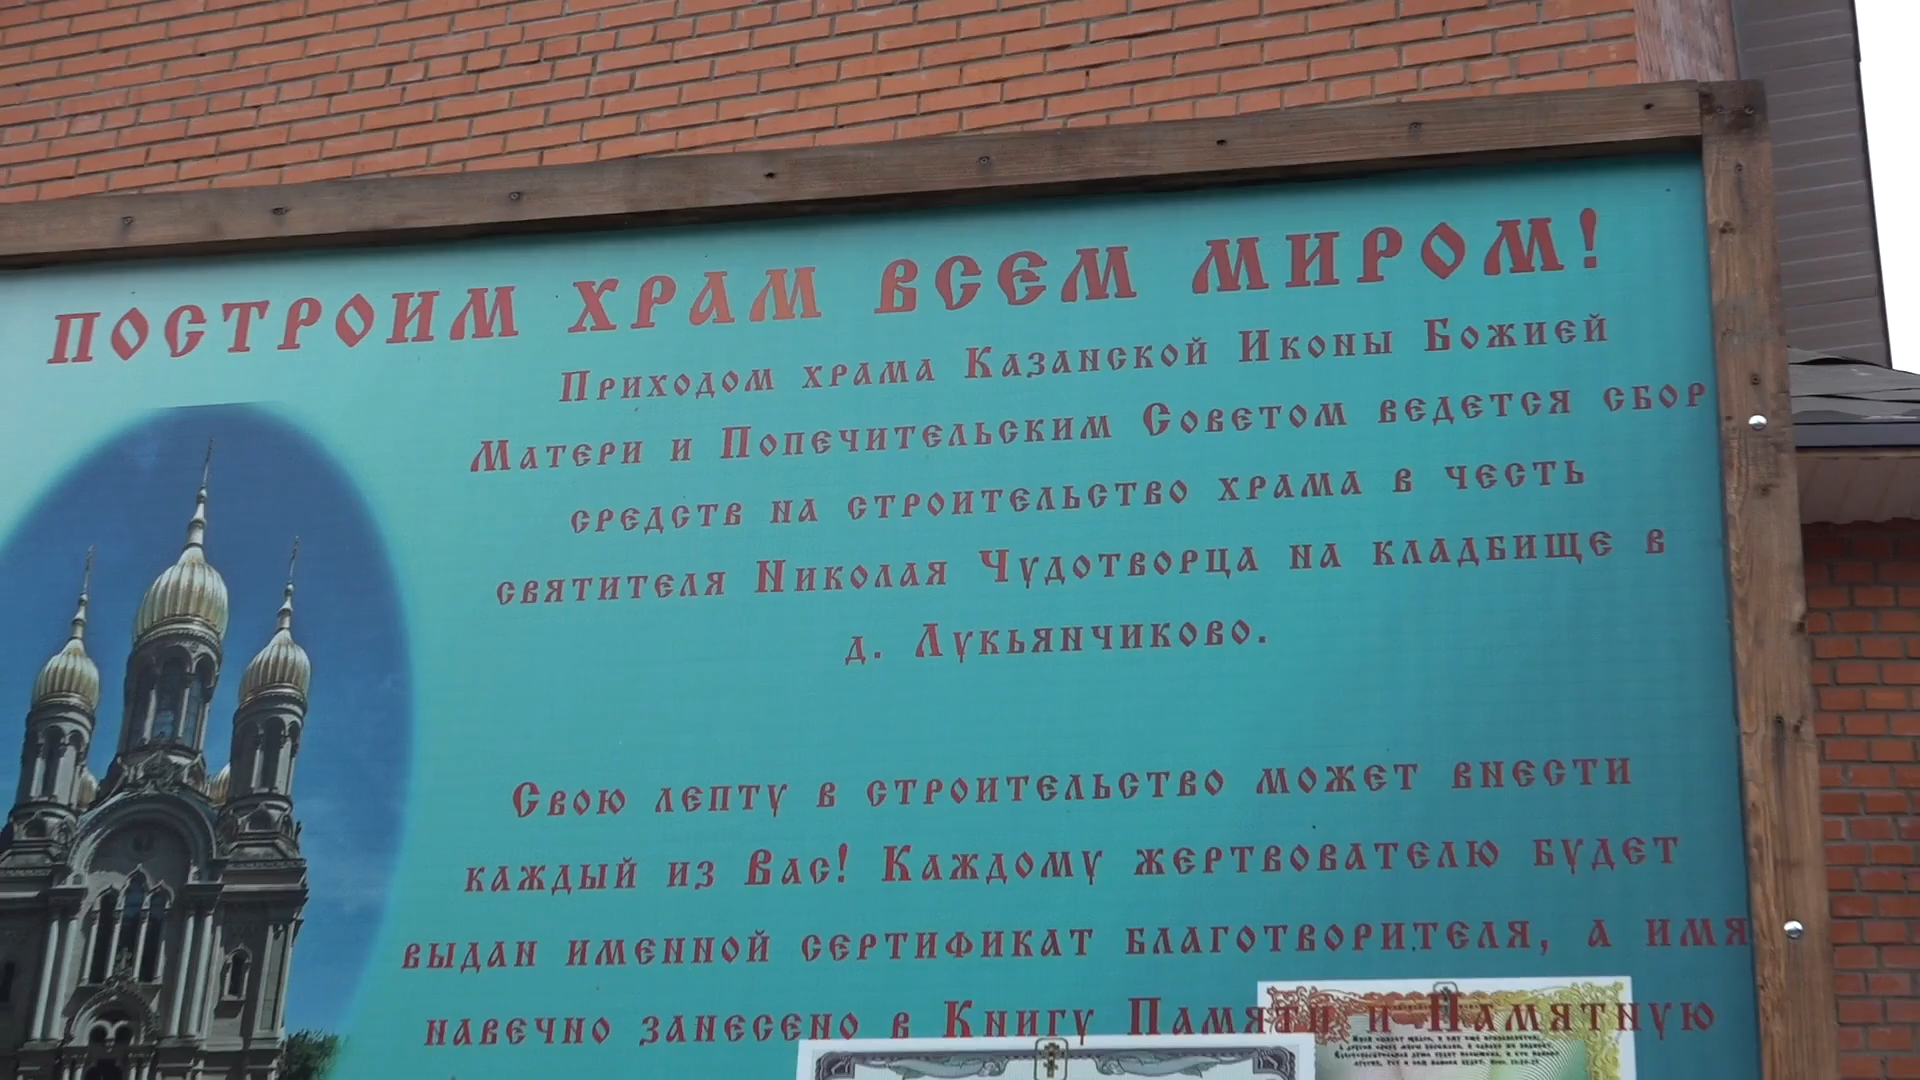 ПОСТРОИМ ХРАМ ВСЕМ МИРОМ!
Приходом храма Казанской Иконы Божией
Матери и Попечительским Советом ведется сбор
средств на строительство храма в честь
святителя Николая Чудотворца на кладбище в
д. Лукьянчиково.
Свою лепту в строительство может внести
каждый из Вас! Каждому жертвователю будет
выдан именной сертификат благотворителя, а имя
навечно занесено в Книгу Памяти и Памятную